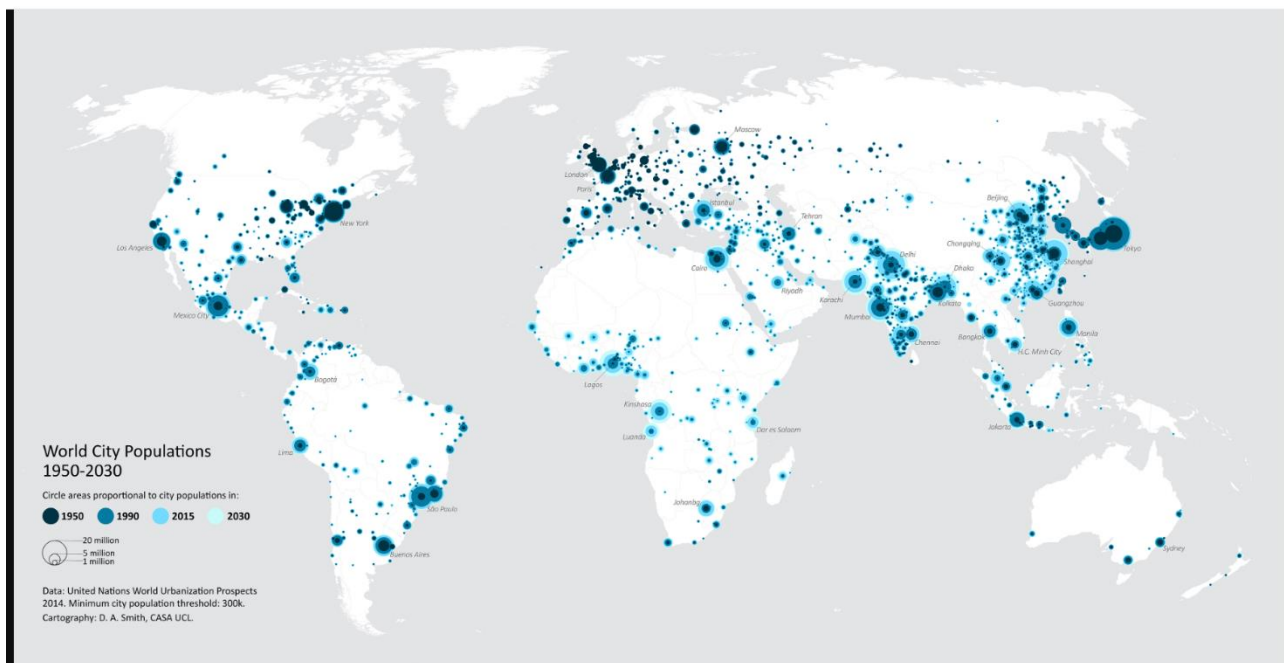 Moscow
London
Paris
Istanbul
New York
Beijing
Tehran
Los Angeles
Chongqing
Tokyo
Delhi
Shanghai
Cairo
Dhaka
Riyadh
Karachi
Kolkata
Guangzhou
Mexico City
Mumbai
Manila
Bangkok
Chennai
H.C. Minh City
Bogotá
Lagos
Kinshasa
Luanda
Dar es Salaam
Jakarta
Lima
São Paulo
Johanbg
Buenos Aires
Sydney
World City Populations
1950-2030
Circle areas proportional to city populations in:
1950 1990 2015 2030
20 million
5 million
1 million
Data: United Nations World Urbanization Prospects
2014. Minimum city population threshold: 300k.
Cartography: D. A. Smith, CASA UCL.